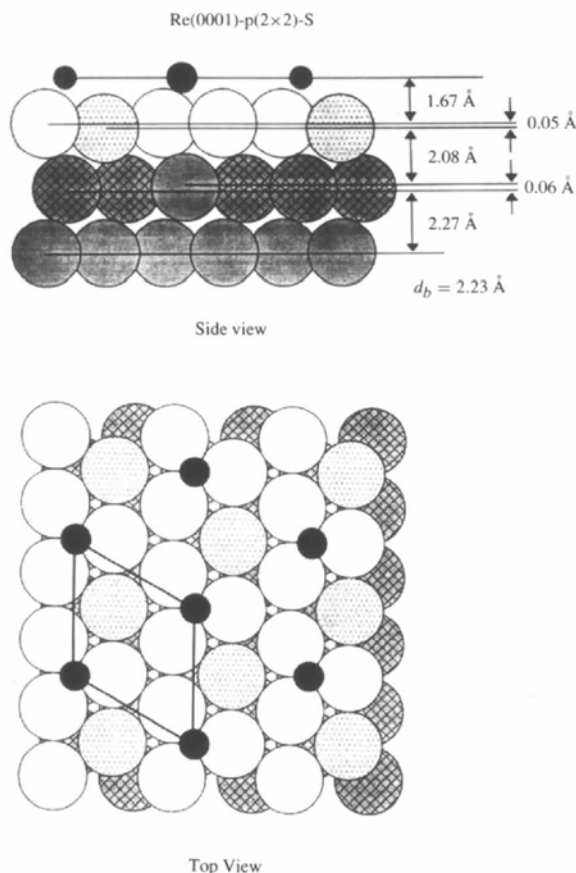 Re(0001)-p(2×2)-S
1.67 Å
0.05 Å
2.08 Å
0.06 Å
2.27 Å
d_b = 2.23 Å
Side view
Top View